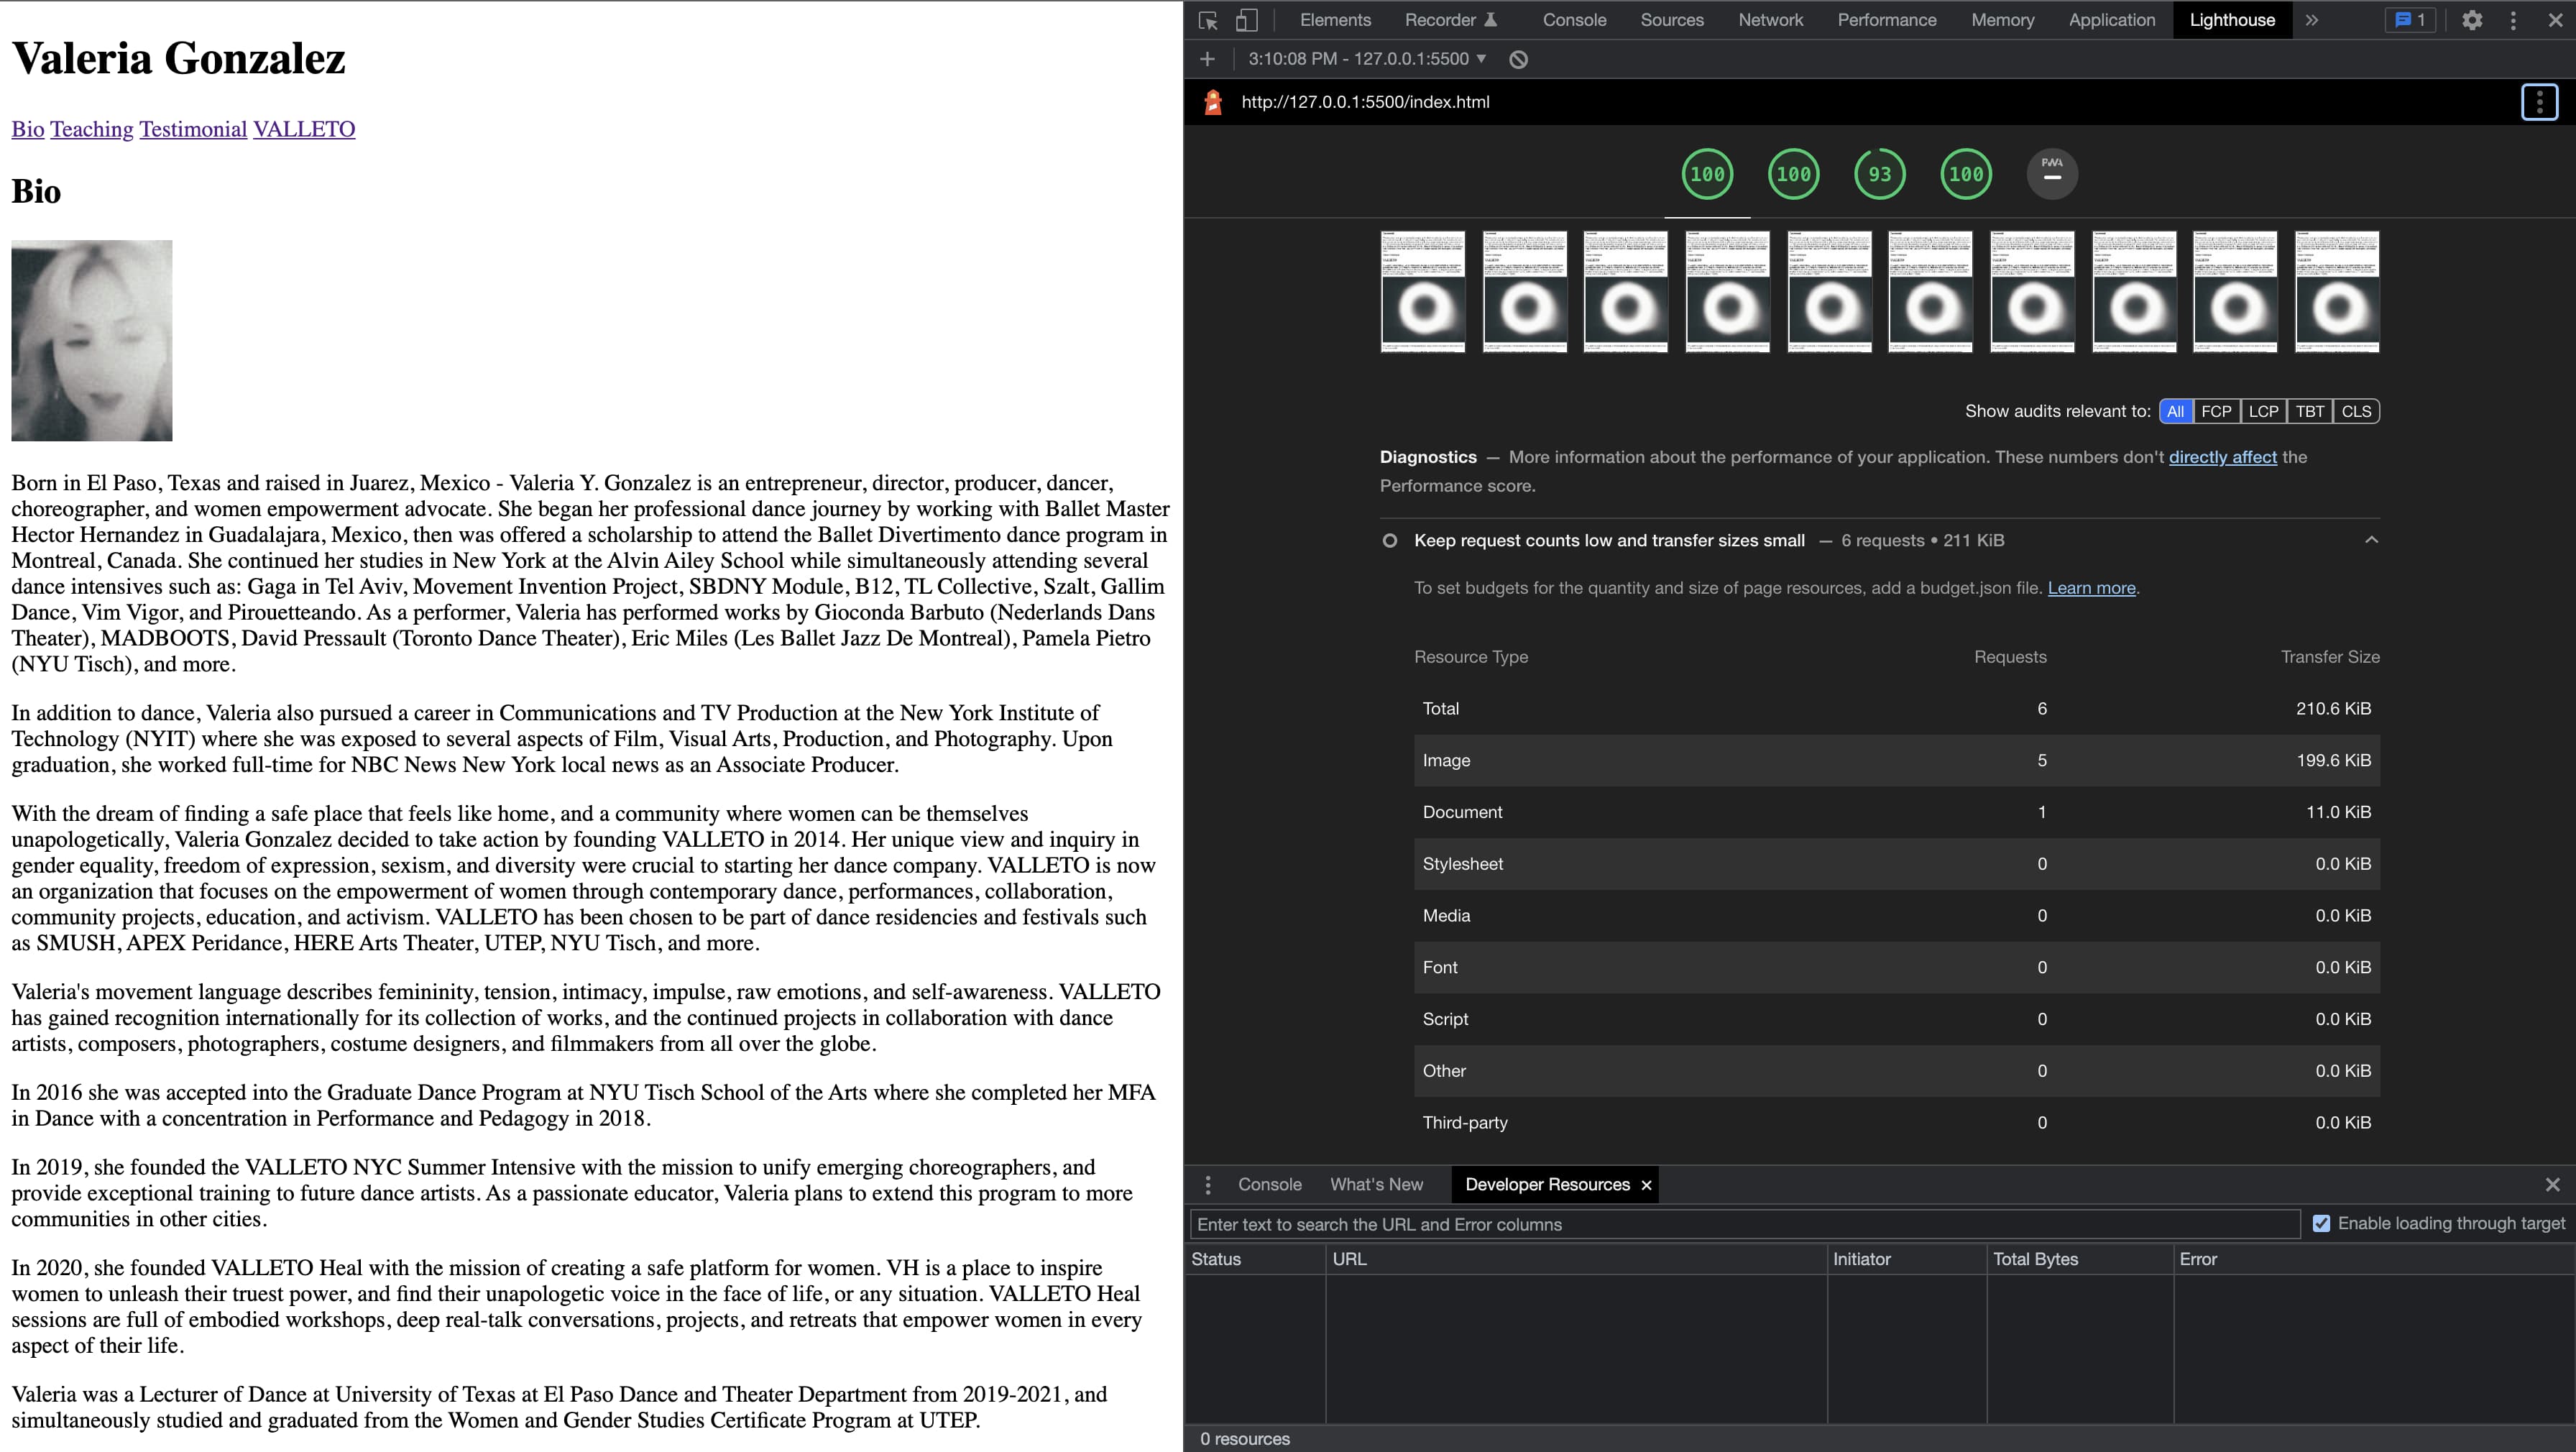 Valeria Gonzalez
Bio Teaching Testimonial VALLETO
Bio
Born in El Paso, Texas and raised in Juarez, Mexico - Valeria Y. Gonzalez is an entrepreneur, director, producer, dancer,
choreographer, and women empowerment advocate. She began her professional dance journey by working with Ballet Master
Hector Hernandez in Guadalajara, Mexico, then was offered a scholarship to attend the Ballet Divertimento dance program in
Montreal, Canada. She continued her studies in New York at the Alvin Ailey School while simultaneously attending several
dance intensives such as: Gaga in Tel Aviv, Movement Invention Project, SBDNY Module, B12, TL Collective, Szalt, Gallim
Dance, Vim Vigor, and Pirouetteando. As a performer, Valeria has performed works by Gioconda Barbuto (Nederlands Dans
Theater), MADBOOTS, David Pressault (Toronto Dance Theater), Eric Miles (Les Ballet Jazz De Montreal), Pamela Pietro
(NYU Tisch), and more.
In addition to dance, Valeria also pursued a career in Communications and TV Production at the New York Institute of
Technology (NYIT) where she was exposed to several aspects of Film, Visual Arts, Production, and Photography. Upon
graduation, she worked full-time for NBC News New York local news as an Associate Producer.
With the dream of finding a safe place that feels like home, and a community where women can be themselves
unapologetically, Valeria Gonzalez decided to take action by founding VALLETO in 2014. Her unique view and inquiry in
gender equality, freedom of expression, sexism, and diversity were crucial to starting her dance company. VALLETO is now
an organization that focuses on the empowerment of women through contemporary dance, performances, collaboration,
community projects, education, and activism. VALLETO has been chosen to be part of dance residencies and festivals such
as SMUSH, APEX Peridance, HERE Arts Theater, UTEP, NYU Tisch, and more.
Valeria's movement language describes femininity, tension, intimacy, impulse, raw emotions, and self-awareness. VALLETO
has gained recognition internationally for its collection of works, and the continued projects in collaboration with dance
artists, composers, photographers, costume designers, and filmmakers from all over the globe.
In 2016 she was accepted into the Graduate Dance Program at NYU Tisch School of the Arts where she completed her MFA
in Dance with a concentration in Performance and Pedagogy in 2018.
In 2019, she founded the VALLETO NYC Summer Intensive with the mission to unify emerging choreographers, and
provide exceptional training to future dance artists. As a passionate educator, Valeria plans to extend this program to more
communities in other cities.
In 2020, she founded VALLETO Heal with the mission of creating a safe platform for women. VH is a place to inspire
women to unleash their truest power, and find their unapologetic voice in the face of life, or any situation. VALLETO Heal
sessions are full of embodied workshops, deep real-talk conversations, projects, and retreats that empower women in every
aspect of their life.
Valeria was a Lecturer of Dance at University of Texas at El Paso Dance and Theater Department from 2019-2021, and
simultaneously studied and graduated from the Women and Gender Studies Certificate Program at UTEP.
Elements Recorder Console Sources Network Performance Memory Application Lighthouse 1
3:10:08 PM - 127.0.0.1:5500
http://127.0.0.1:5500/index.html
100 100 93 100 PWA
Show audits relevant to: All FCP LCP TBT CLS
Diagnostics — More information about the performance of your application. These numbers don't directly affect the
Performance score.
Keep request counts low and transfer sizes small — 6 requests • 211 KiB
To set budgets for the quantity and size of page resources, add a budget.json file. Learn more.
Resource Type Requests Transfer Size
Total 6 210.6 KiB
Image 5 199.6 KiB
Document 1 11.0 KiB
Stylesheet 0 0.0 KiB
Media 0 0.0 KiB
Font 0 0.0 KiB
Script 0 0.0 KiB
Other 0 0.0 KiB
Third-party 0 0.0 KiB
Console What's New Developer Resources
Enter text to search the URL and Error columns Enable loading through target
Status URL Initiator Total Bytes Error
0 resources